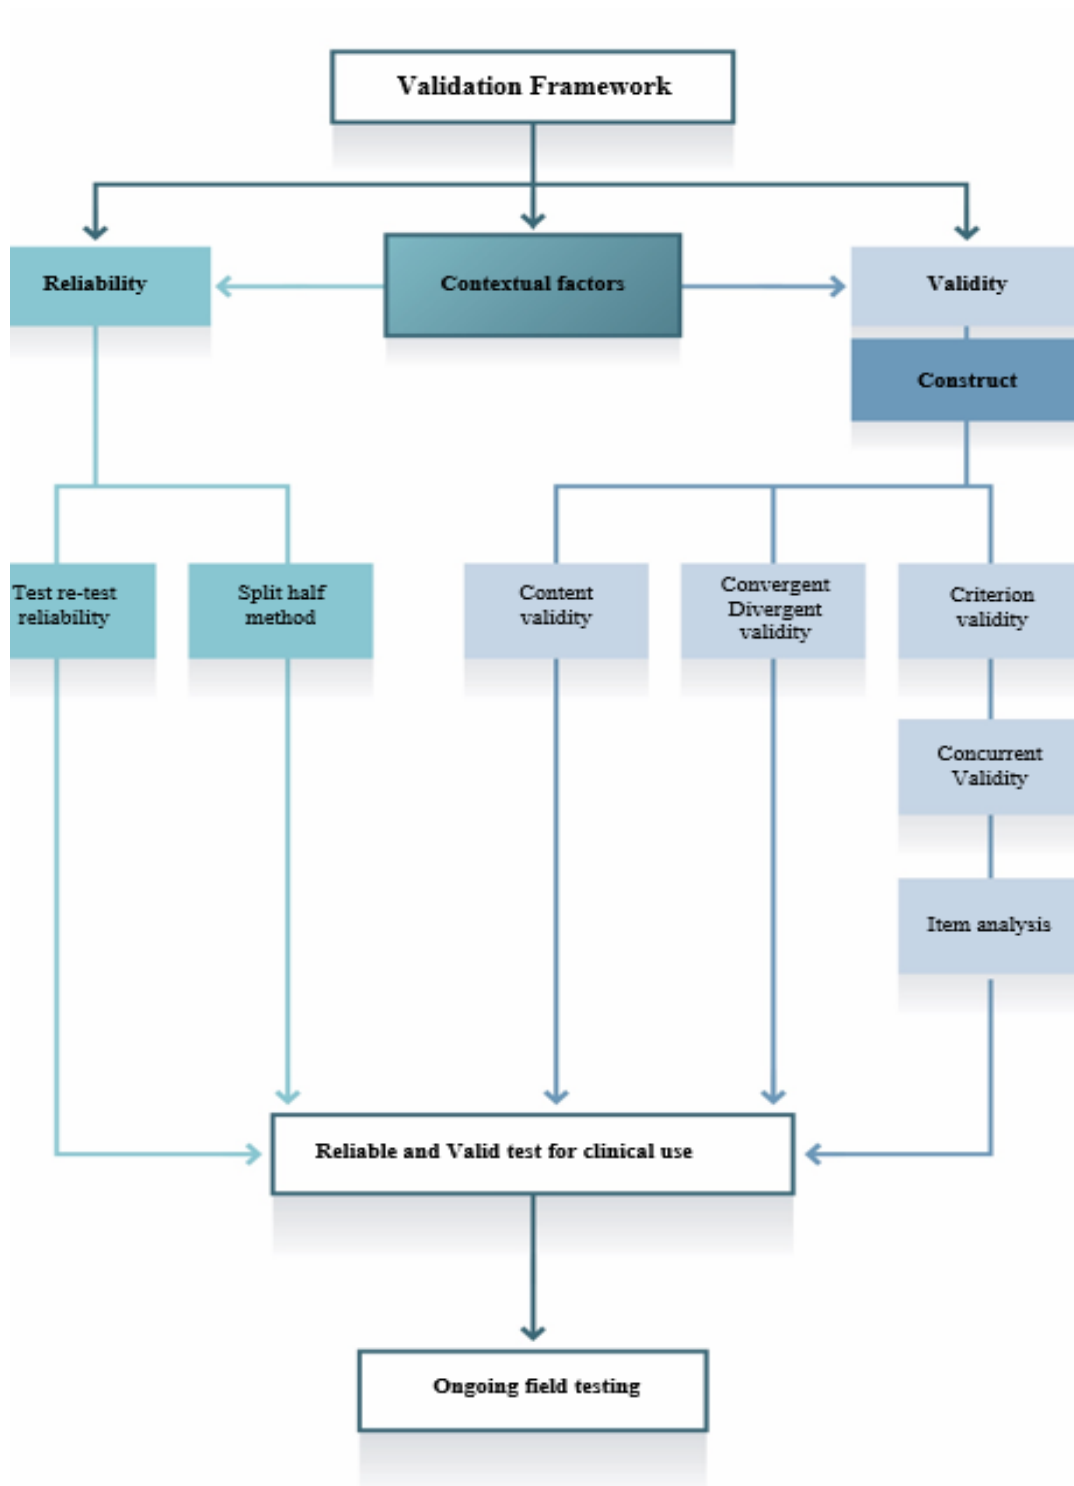 Validation Framework
Reliability
Contextual factors
Validity
Construct
Test re-test
reliability
Split half
method
Content
validity
Convergent
Divergent
validity
Criterion
validity
Concurrent
Validity
Item analysis
Reliable and Valid test for clinical use
Ongoing field testing